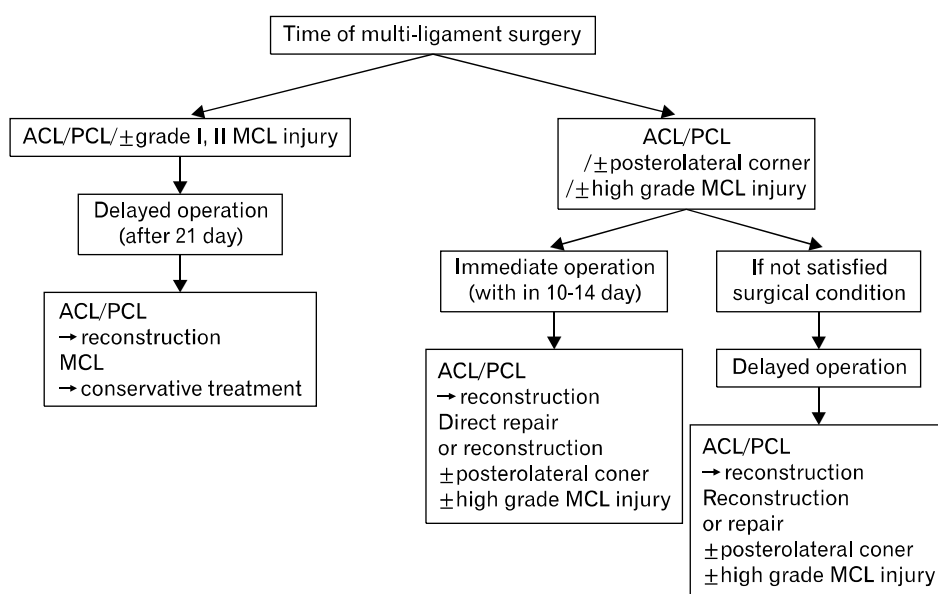 Time of multi-ligament surgery
ACL/PCL/±grade I, II MCL injury
Delayed operation
(after 21 day)
ACL/PCL
→ reconstruction
MCL
→ conservative treatment
ACL/PCL
/±posterolateral corner
/±high grade MCL injury
Immediate operation
(with in 10-14 day)
ACL/PCL
→ reconstruction
Direct repair
or reconstruction
±posterolateral coner
±high grade MCL injury
If not satisfied
surgical condition
Delayed operation
ACL/PCL
→ reconstruction
Reconstruction
or repair
±posterolateral coner
±high grade MCL injury